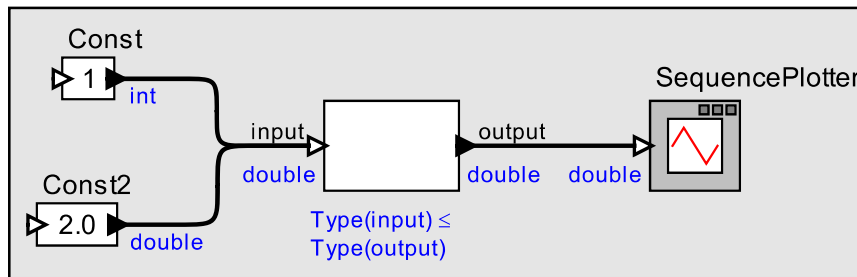 Const
1
int
SequencePlotter
input
output
double
double
double
Const2
2.0
double
Type(input) ≤
Type(output)